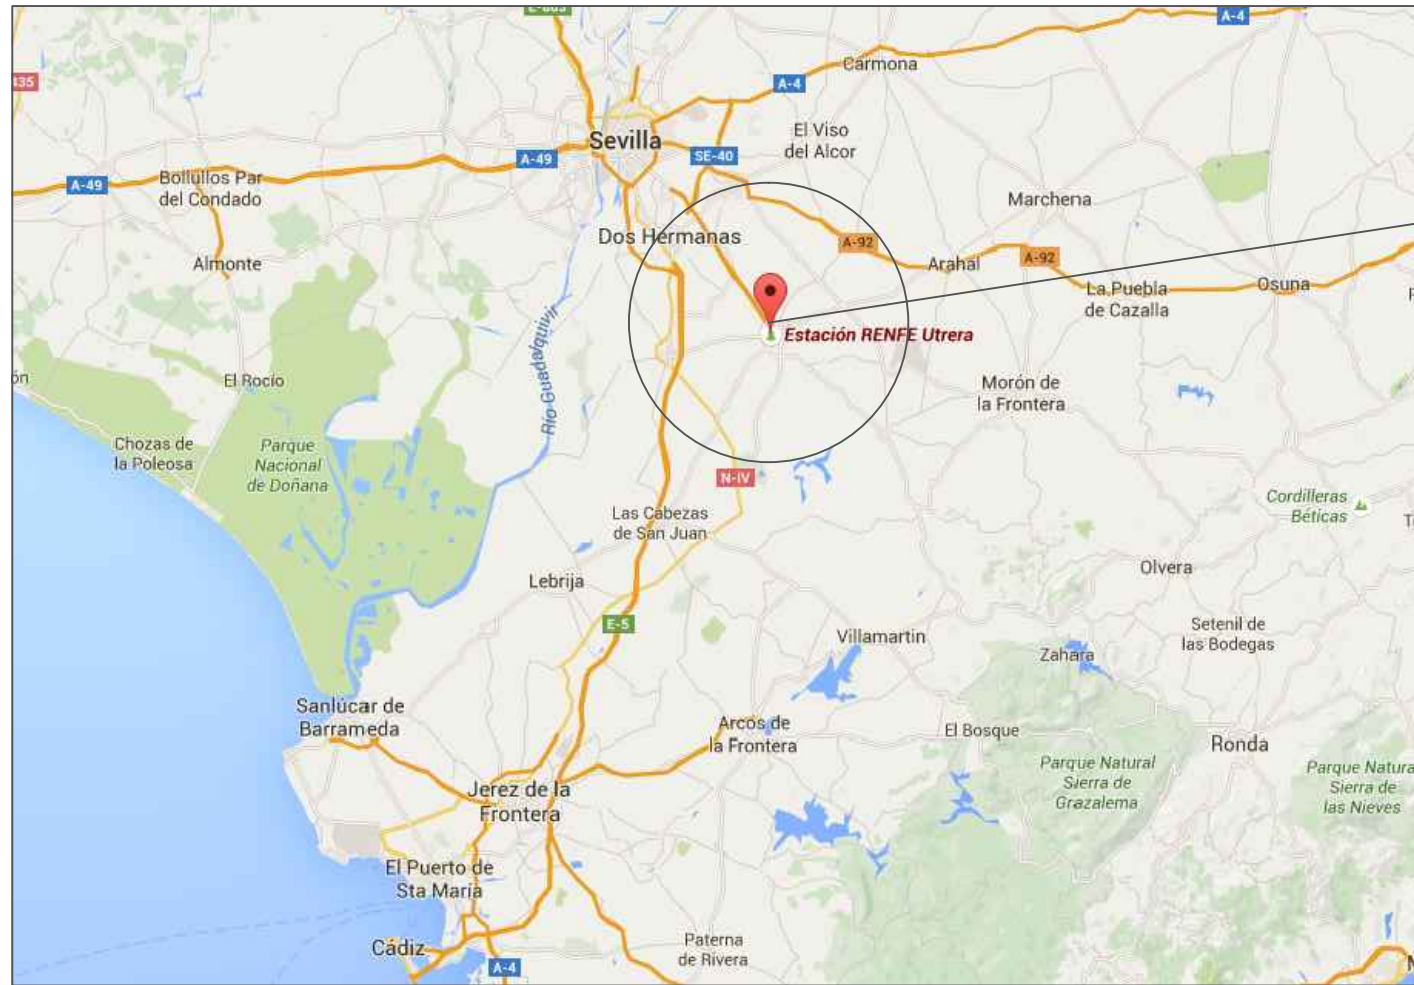 E-803
A-4
435
Carmona
A-4
El Viso
del Alcor
Sevilla
A-49
SE-40
A-49
Bollullos Par
del Condado
Marchena
Dos Hermanas
A-92
Almonte
Arahal
A-92
La Puebla
de Cazalla
Osuna
Estación RENFE Utrera
Río Guadalquivir
El Rocío
Morón de
la Frontera
Chozas de
la Poleosa
Parque
Nacional
de Doñana
N-IV
Cordilleras
Béticas
Las Cabezas
de San Juan
Lebrija
Olvera
E-5
Villamartin
Setenil de
las Bodegas
Zahara
Sanlúcar de
Barrameda
Arcos de
la Frontera
El Bosque
Ronda
Parque Natural
Sierra de
Grazalema
Parque Natura
Sierra de
las Nieves
Jerez de la
Frontera
El Puerto de
Sta María
Cádiz
A-4
Paterna
de Rivera